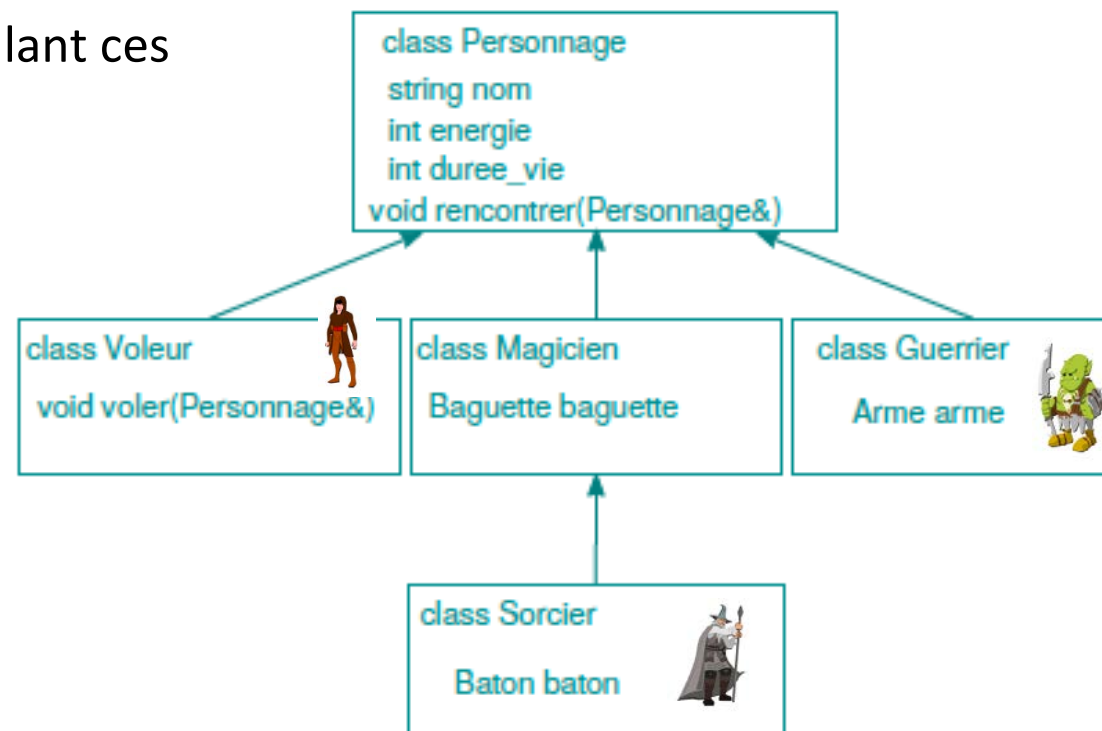 lant ces
class Personnage
string nom
int energie
int duree_vie
void rencontrer(Personnage&)
class Voleur
void voler(Personnage&)
class Magicien
Baguette baguette
class Guerrier
Arme arme
class Sorcier
Baton baton